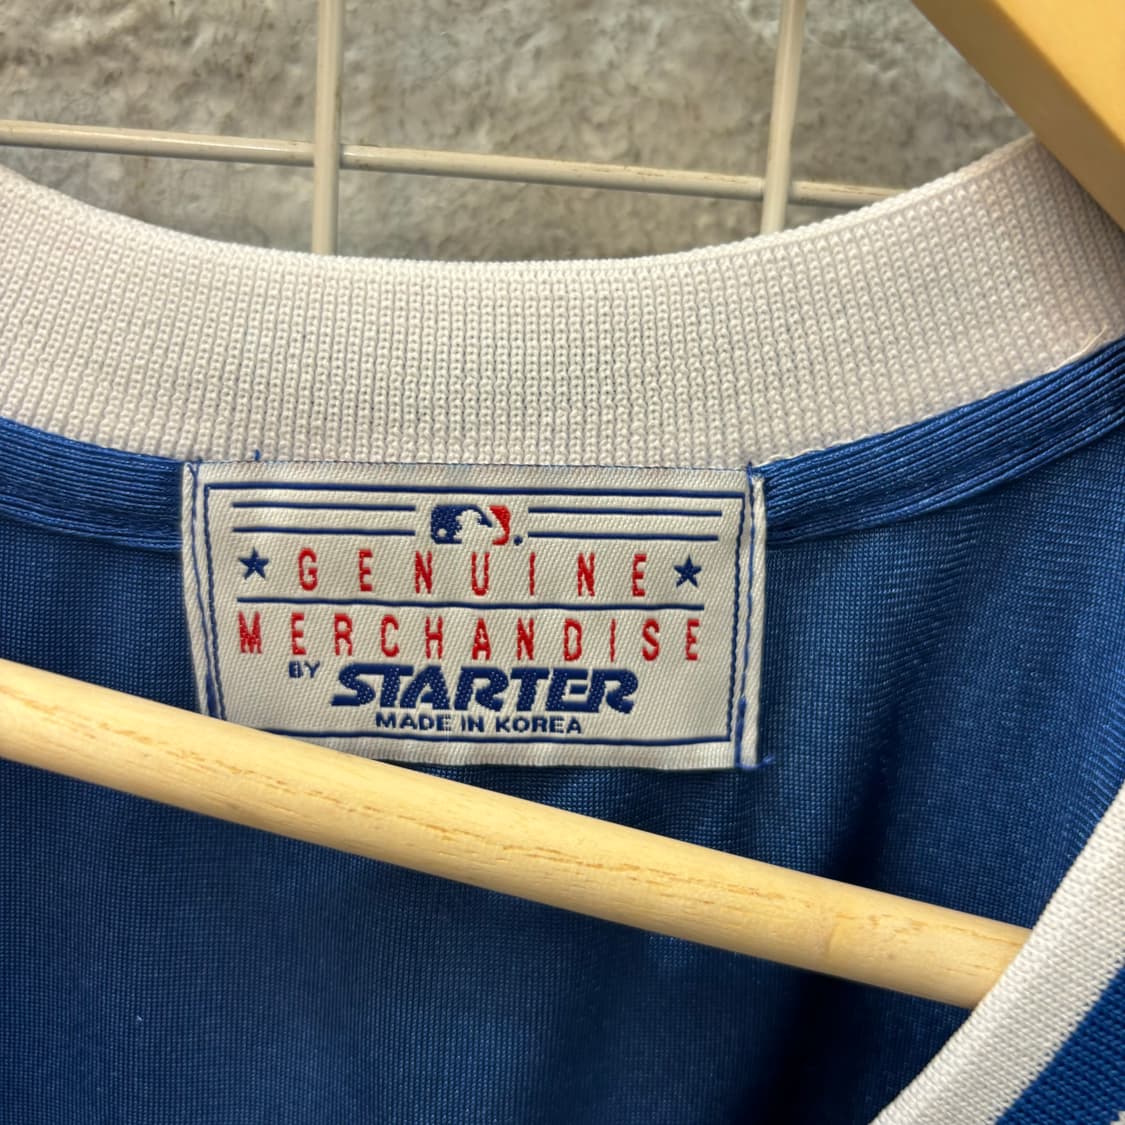 GENUINE
MERCHANDISE
BY STARTER
MADE IN KOREA